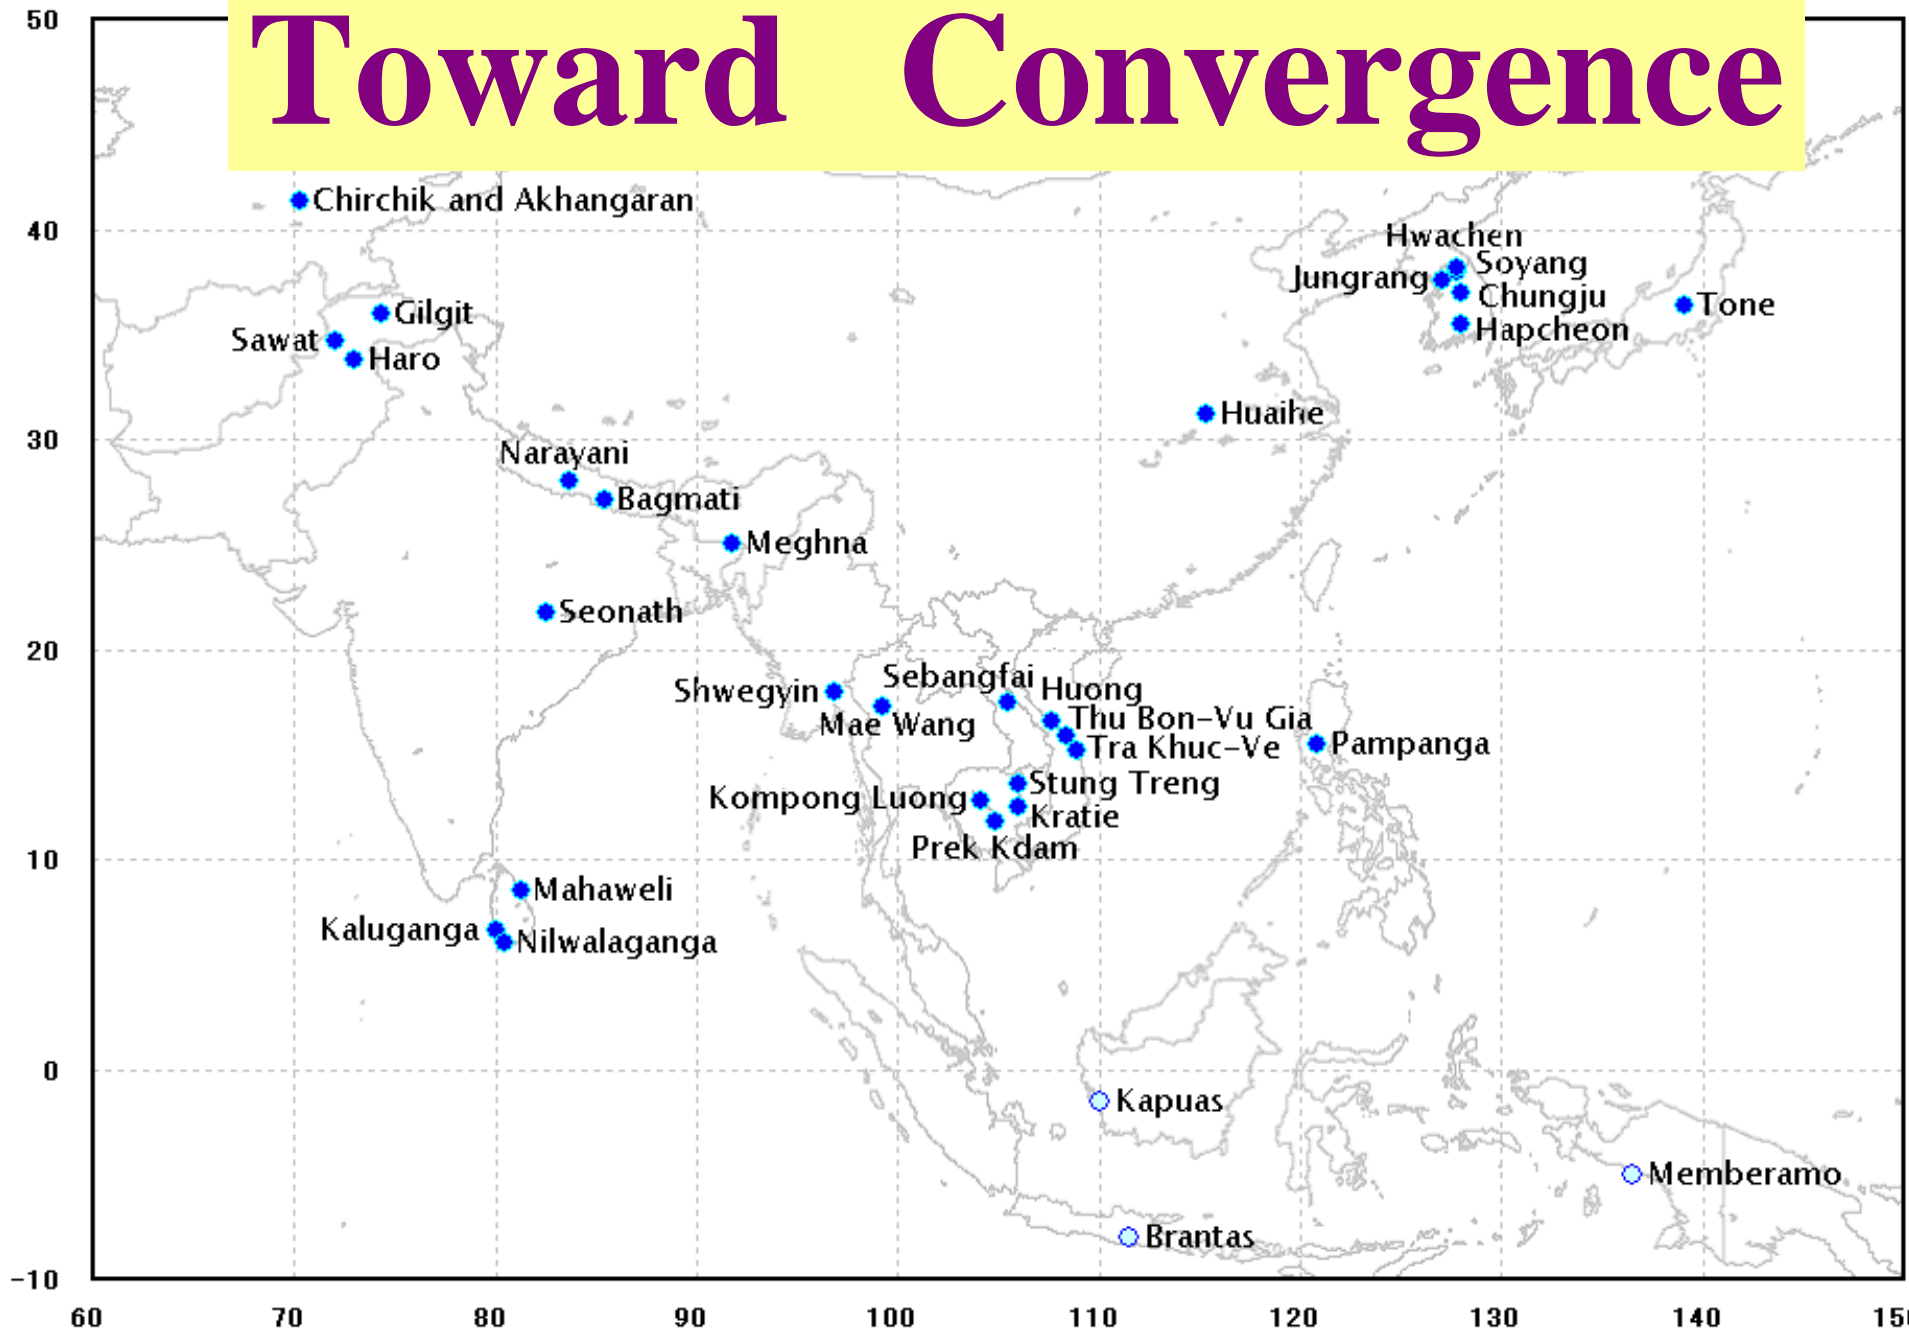 Toward Convergence
50
Chirchik and Akhangaran
40
Hwachen
Soyang
Jungrang
Chungju
Tone
Gilgit
Hapcheon
Sawat
Haro
Huaihe
30
Narayani
Bagmati
Meghna
Seonath
20
Sebangfai
Shwegyin
Huong
Mae Wang
Thu Bon-Vu Gia
Pampanga
Tra Khuc-Ve
Stung Treng
Kompong Luong
Kratie
Prek Kdam
10
Mahaweli
Kaluganga
Nilwalaganga
0
Kapuas
Memberamo
Brantas
-10
60 70 80 90 100 110 120 130 140